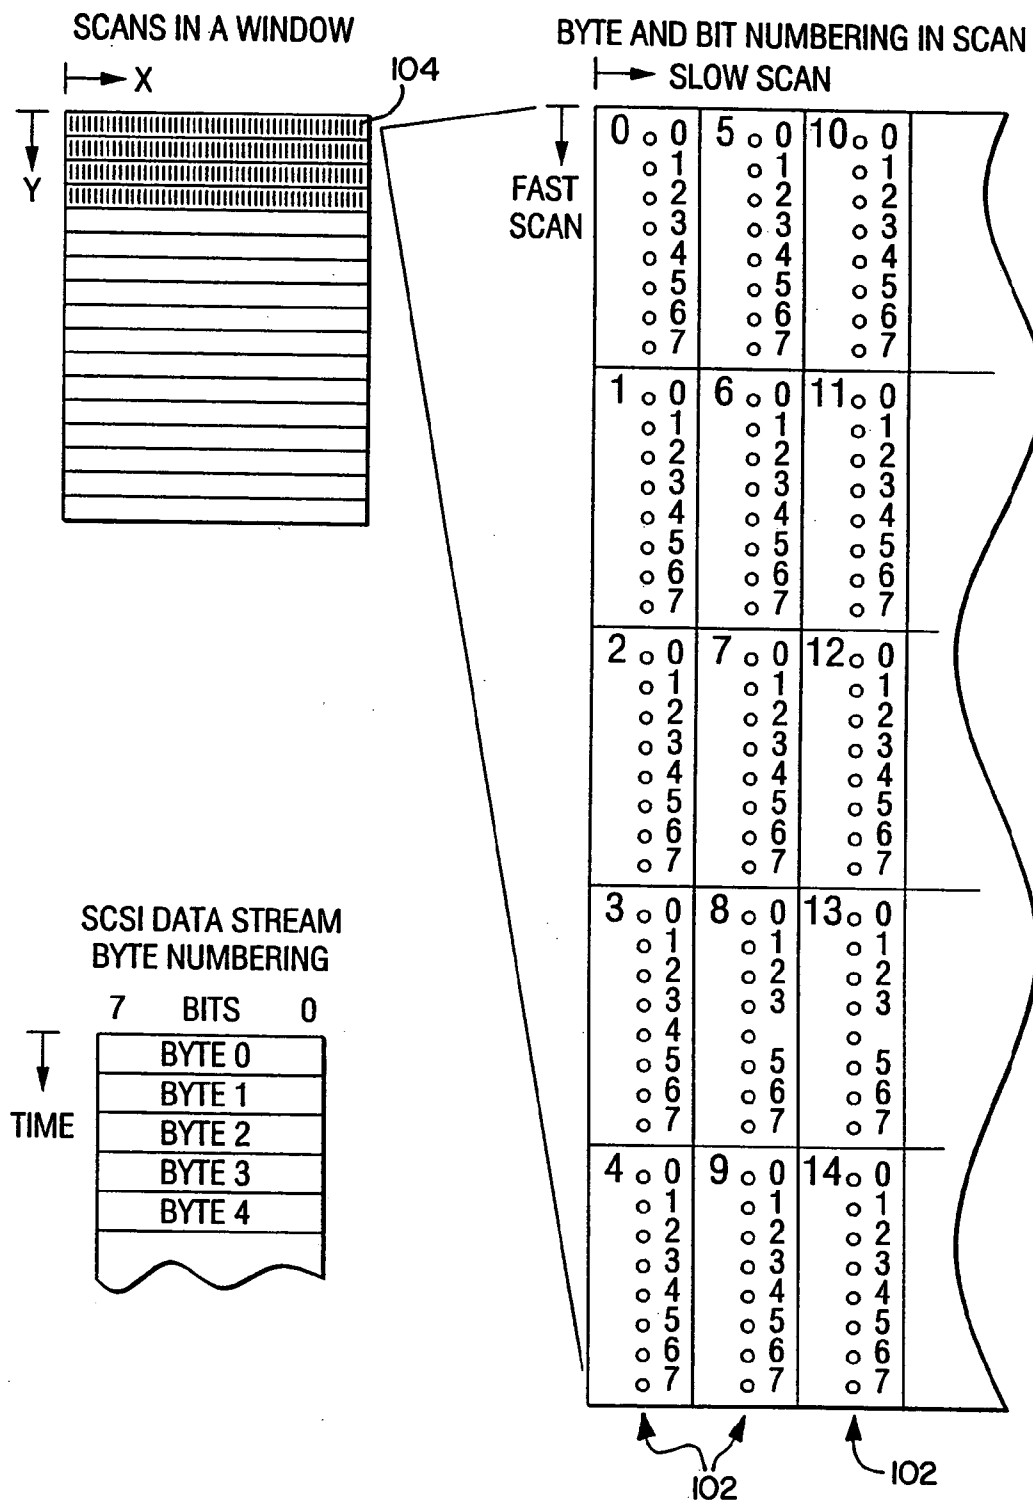 SCANS IN A WINDOW
X
104
Y
BYTE AND BIT NUMBERING IN SCAN
SLOW SCAN
FAST
SCAN
0 0 5 0 10 0
1 1 1
2 2 2
3 3 3
4 4 4
5 5 5
6 6 6
7 7 7
1 0 6 0 11 0
1 1 1
2 2 2
3 3 3
4 4 4
5 5 5
6 6 6
7 7 7
2 0 7 0 12 0
1 1 1
2 2 2
3 3 3
4 4 4
5 5 5
6 6 6
7 7 7
3 0 8 0 13 0
1 1 1
2 2 2
3 3 3
4
5 5 5
6 6 6
7 7 7
4 0 9 0 14 0
1 1 1
2 2 2
3 3 3
4 4 4
5 5 5
6 6 6
7 7 7
102
102
SCSI DATA STREAM
BYTE NUMBERING
7 BITS 0
TIME
BYTE 0
BYTE 1
BYTE 2
BYTE 3
BYTE 4